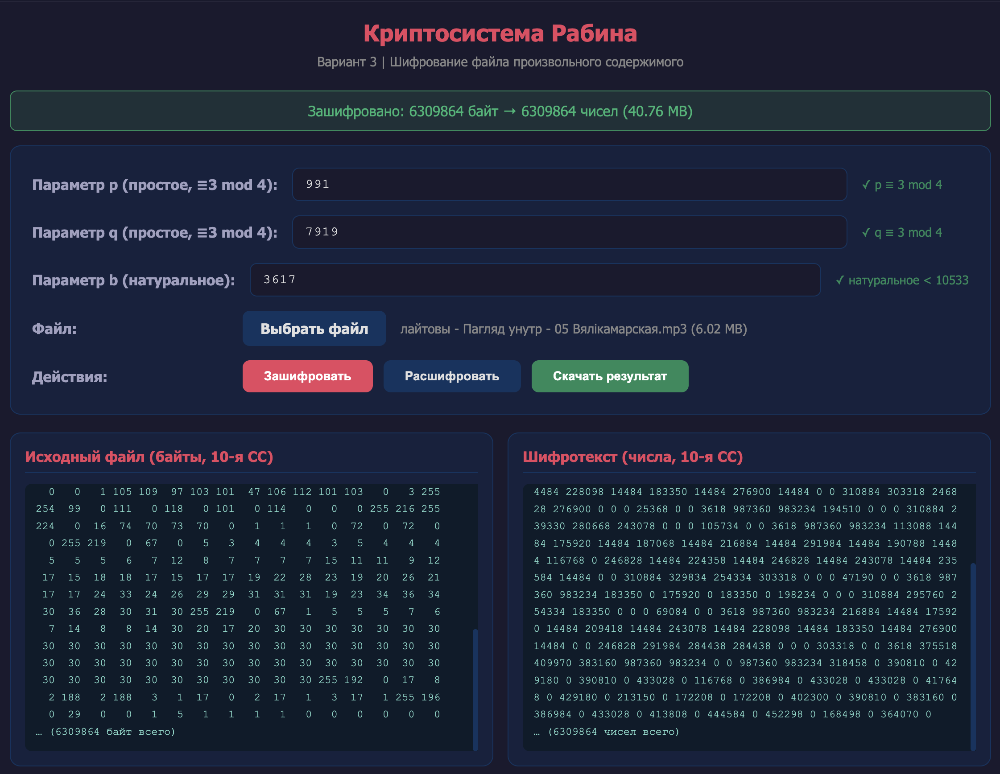 Криптосистема Рабина
Вариант 3 | Шифрование файла произвольного содержимого
Зашифровано: 6309864 байт → 6309864 чисел (40.76 MB)
Параметр p (простое, ≡3 mod 4):
991
✓ p ≡ 3 mod 4
Параметр q (простое, ≡3 mod 4):
7919
✓ q ≡ 3 mod 4
Параметр b (натуральное):
3617
✓ натуральное < 10533
Файл:
Выбрать файл
лайтовы - Пагляд унутр - 05 Вялікамарская.mp3 (6.02 MB)
Действия:
Зашифровать
Расшифровать
Скачать результат
Исходный файл (байты, 10-я СС)
0 0 1 105 109 97 103 101 47 106 112 101 103 0 3 255
254 99 0 111 0 118 0 101 0 114 0 0 0 255 216 255
224 0 16 74 70 73 70 0 1 1 1 0 72 0 72 0
0 255 219 0 67 0 5 3 4 4 4 3 5 4 4 4
5 5 5 6 7 12 8 7 7 7 7 15 11 11 9 12
17 15 18 18 17 15 17 17 19 22 28 23 19 20 26 21
17 17 24 33 24 26 29 29 31 31 31 19 23 34 36 34
30 36 28 30 31 30 255 219 0 67 1 5 5 5 7 6
7 14 8 8 14 30 20 17 20 30 30 30 30 30 30 30
30 30 30 30 30 30 30 30 30 30 30 30 30 30 30 30
30 30 30 30 30 30 30 30 30 30 30 30 30 30 30 30
30 30 30 30 30 30 30 30 30 30 30 255 192 0 17 8
2 188 2 188 3 1 17 0 2 17 1 3 17 1 255 196
0 29 0 0 1 5 1 1 1 1 0 0 0 0 0 0
… (6309864 байт всего)
Шифротекст (числа, 10-я СС)
4484 228098 14484 183350 14484 276900 14484 0 0 310884 303318 2468
28 276900 0 0 0 25368 0 0 3618 987360 983234 194510 0 0 0 310884 2
39330 280668 243078 0 0 0 105734 0 0 3618 987360 983234 113088 144
84 175920 14484 187068 14484 216884 14484 291984 14484 190788 1448
4 116768 0 246828 14484 224358 14484 246828 14484 243078 14484 235
584 14484 0 0 310884 329834 254334 303318 0 0 0 47190 0 0 3618 987
360 983234 183350 0 175920 0 183350 0 198234 0 0 0 310884 295760 2
54334 183350 0 0 0 69084 0 0 3618 987360 983234 216884 14484 17592
0 14484 209418 14484 243078 14484 228098 14484 183350 14484 276900
14484 0 0 246828 291984 284438 284438 0 0 0 303318 0 0 3618 375518
409970 383160 987360 983234 0 0 987360 983234 318458 0 390810 0 42
9180 0 390810 0 433028 0 116768 0 386984 0 433028 0 433028 0 41764
8 0 429180 0 213150 0 172208 0 172208 0 402300 0 390810 0 383160 0
386984 0 433028 0 413808 0 444584 0 452298 0 168498 0 364070 0
… (6309864 чисел всего)